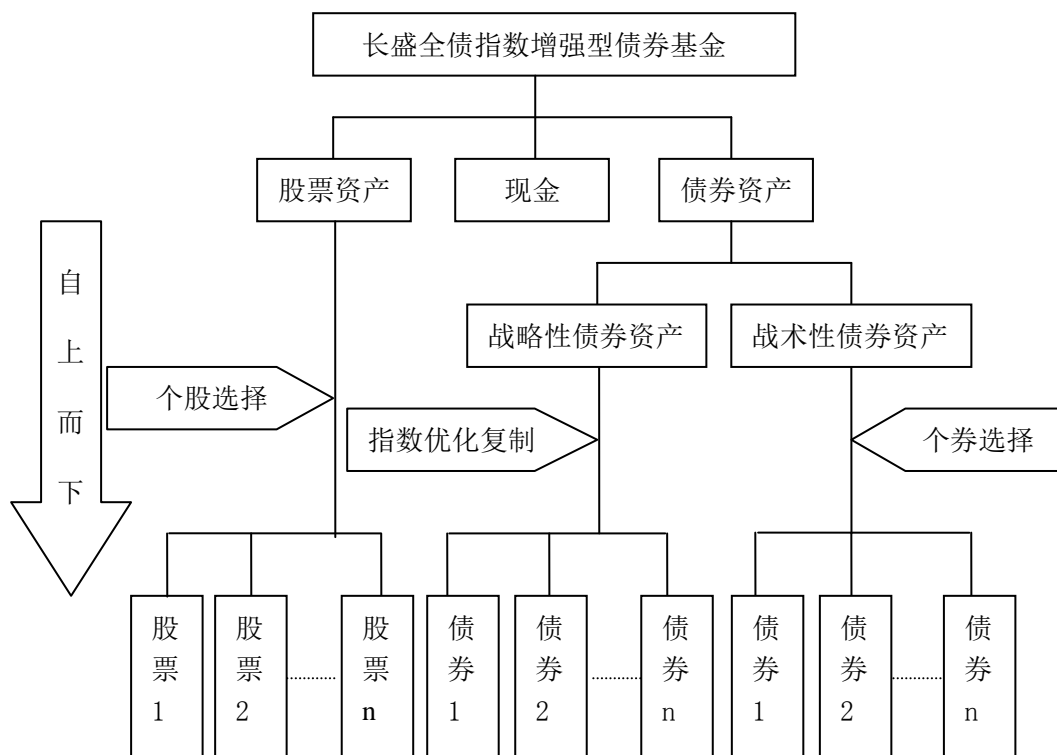 长盛全债指数增强型债券基金
股票资产
现金
债券资产
自上而下
战略性债券资产
战术性债券资产
个股选择
指数优化复制
个券选择
股票1
股票2
………
股票n
债券1
债券2
………
债券n
债券1
债券2
………
债券n